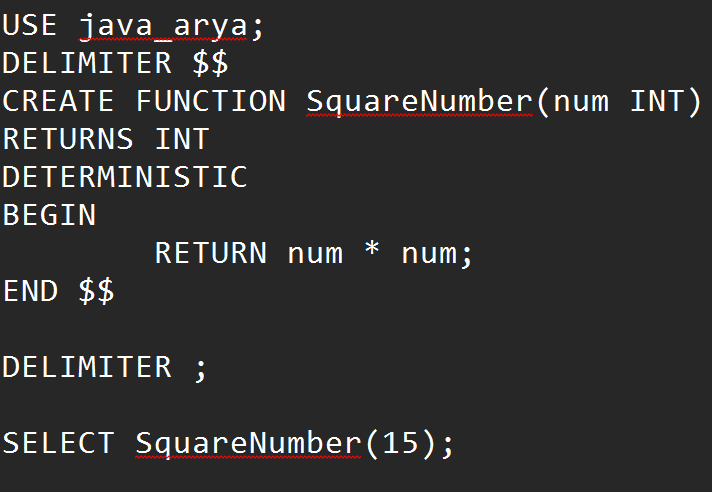 USE java_arya;
DELIMITER $$
CREATE FUNCTION SquareNumber(num INT)
RETURNS INT
DETERMINISTIC
BEGIN
RETURN num * num;
END $$
DELIMITER ;
SELECT SquareNumber(15);